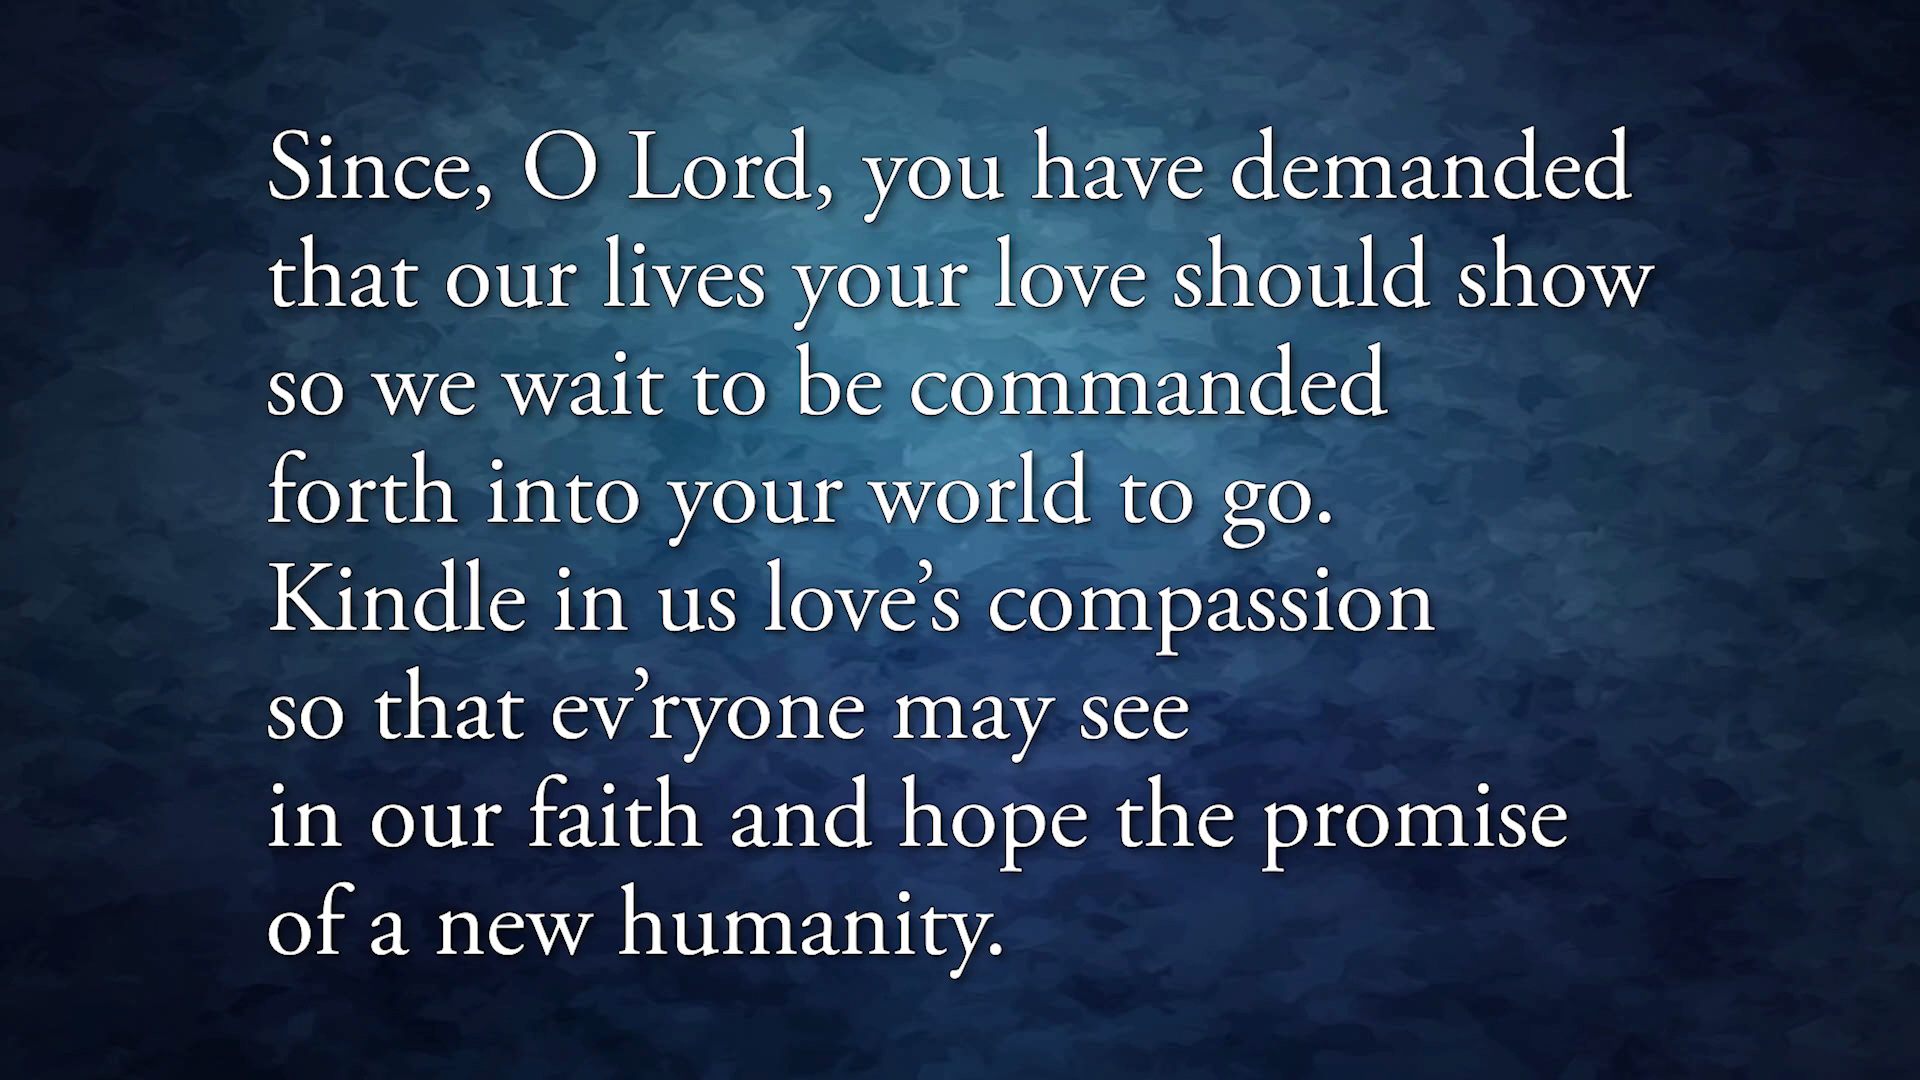 Since, O Lord, you have demanded
that our lives your love should show
so we wait to be commanded
forth into your world to go.
Kindle in us love’s compassion
so that ev’ryone may see
in our faith and hope the promise
of a new humanity.